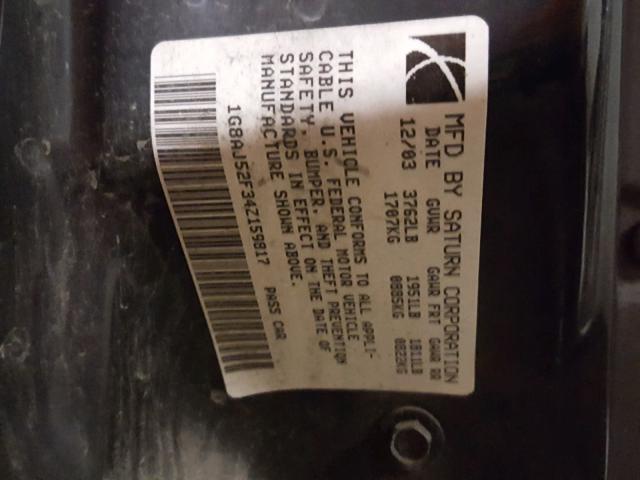 MFD BY SATURN CORPORATION
DATE GVWR GAWR FRT GAWR RR
12/03 3762LB 1951LB 1811LB
1707KG 0885KG 0822KG
THIS VEHICLE CONFORMS TO ALL APPLI-
CABLE U.S. FEDERAL MOTOR VEHICLE
SAFETY, BUMPER, AND THEFT PREVENTION
STANDARDS IN EFFECT ON THE DATE OF
MANUFACTURE SHOWN ABOVE.
1G8AJ52F34Z159817 PASS CAR